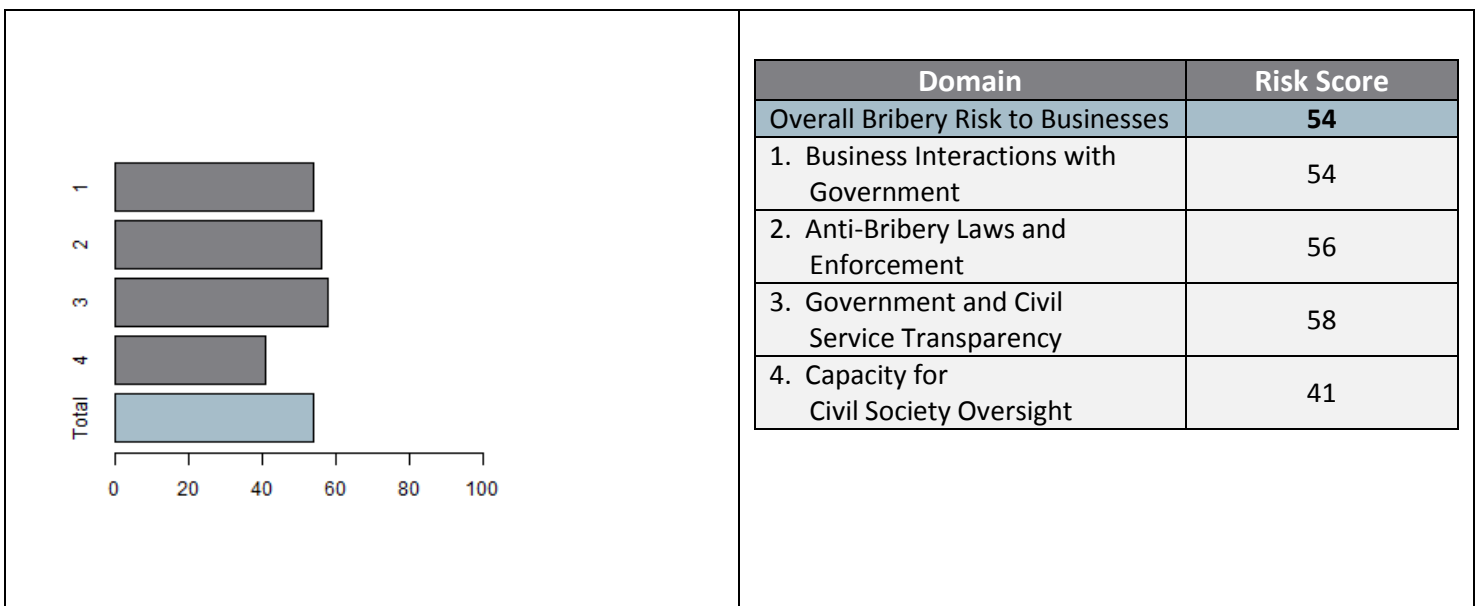 1
2
3
4
Total
0 20 40 60 80 100
Domain Risk Score
Overall Bribery Risk to Businesses 54
1. Business Interactions with
Government
54
2. Anti-Bribery Laws and
Enforcement
56
3. Government and Civil
Service Transparency
58
4. Capacity for
Civil Society Oversight
41